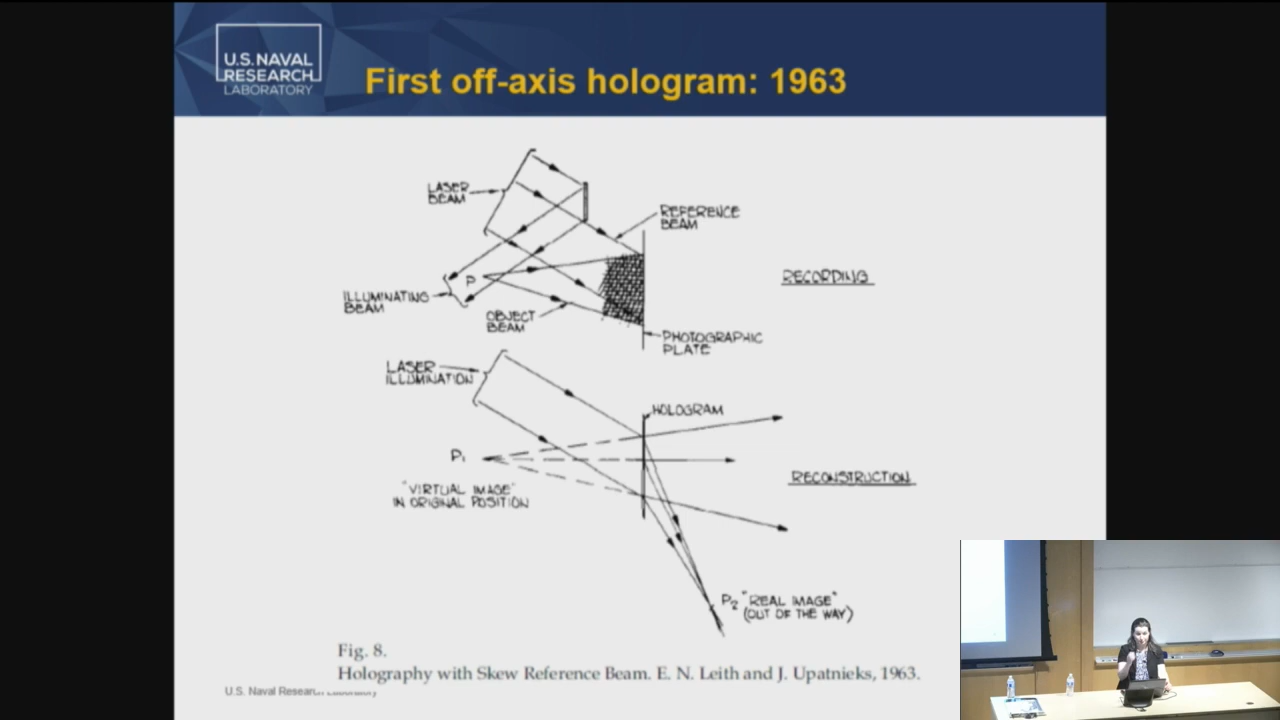 U.S. NAVAL
RESEARCH
LABORATORY
First off-axis hologram: 1963
LASER
BEAM
REFERENCE
BEAM
P
RECORDING
ILLUMINATING
BEAM
OBJECT
BEAM
PHOTOGRAPHIC
PLATE
LASER
ILLUMINATION
HOLOGRAM
P₁
RECONSTRUCTION
"VIRTUAL IMAGE"
IN ORIGINAL POSITION
P₂ "REAL IMAGE"
(OUT OF THE WAY)
Fig. 8.
Holography with Skew Reference Beam. E. N. Leith and J. Upatnieks, 1963.
U.S. Naval Research Laboratory